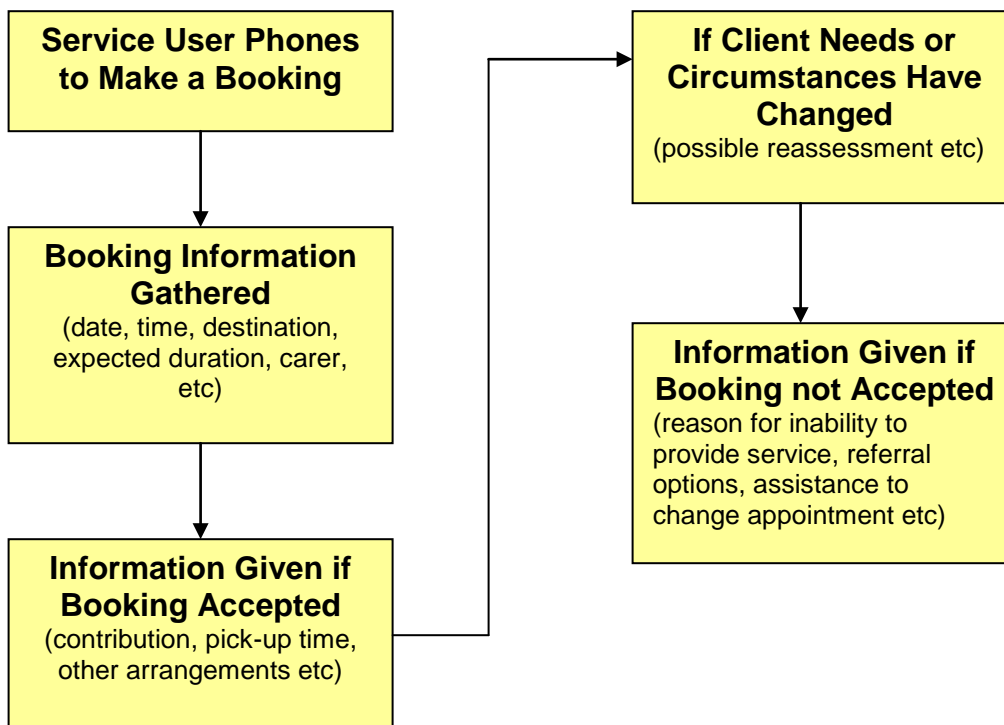 Service User Phones
to Make a Booking
Booking Information
Gathered
(date, time, destination,
expected duration, carer,
etc)
Information Given if
Booking Accepted
(contribution, pick-up time,
other arrangements etc)
If Client Needs or
Circumstances Have
Changed
(possible reassessment etc)
Information Given if
Booking not Accepted
(reason for inability to
provide service, referral
options, assistance to
change appointment etc)